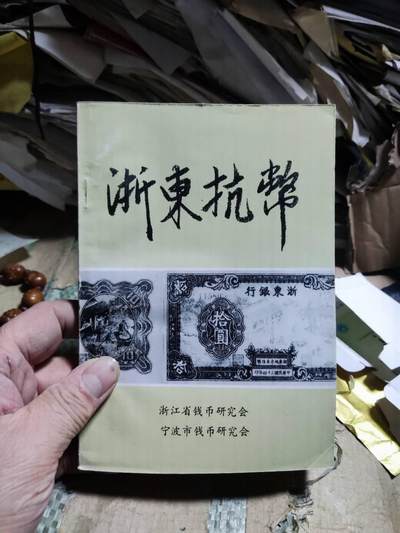 浙東抗幣
浙東銀行
拾圓
浙江省钱币研究会
宁波市钱币研究会